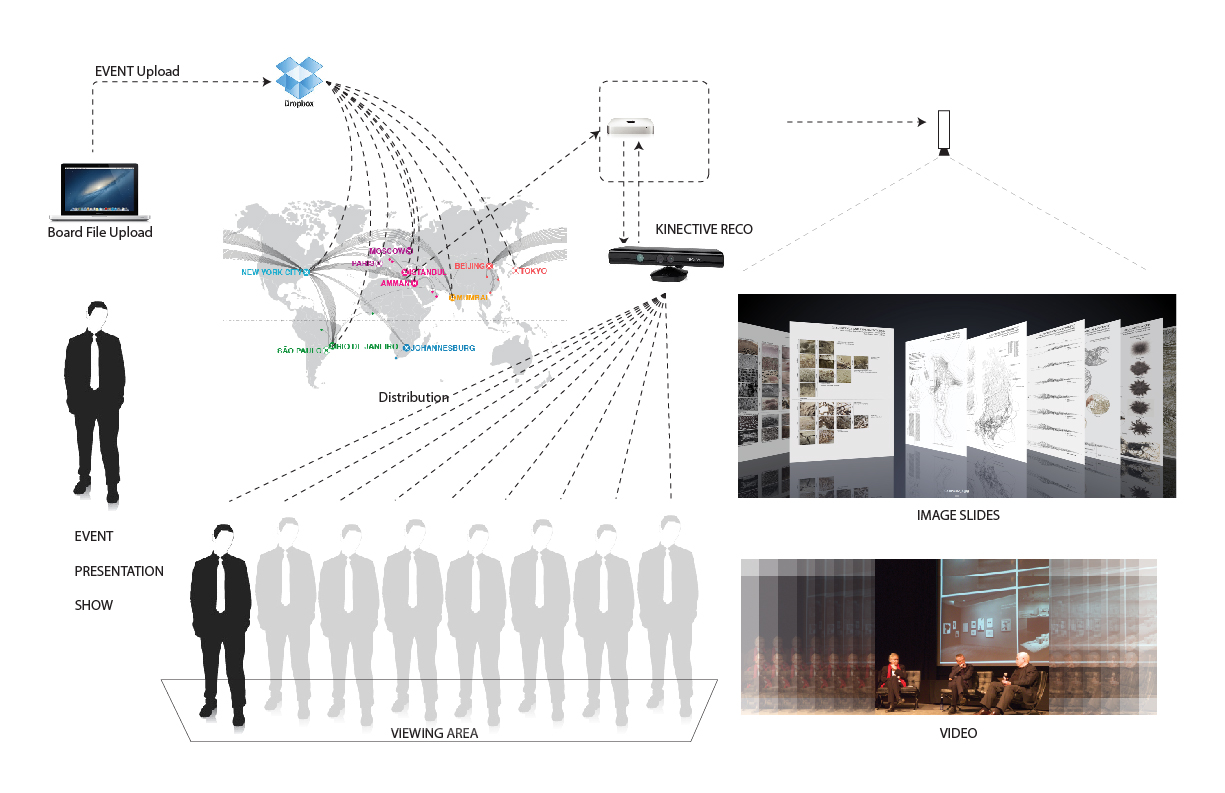 EVENT Upload
Dropbox
Board File Upload
KINECTIVE RECO
MOSCOW
PARIS
NEW YORK CITY
ISTANBUL
BEIJING
TOKYO
AMMAN
MUMBAI
SÃO PAULO
RIO DE JANEIRO
JOHANNESBURG
Distribution
IMAGE SLIDES
EVENT
PRESENTATION
SHOW
VIEWING AREA
VIDEO